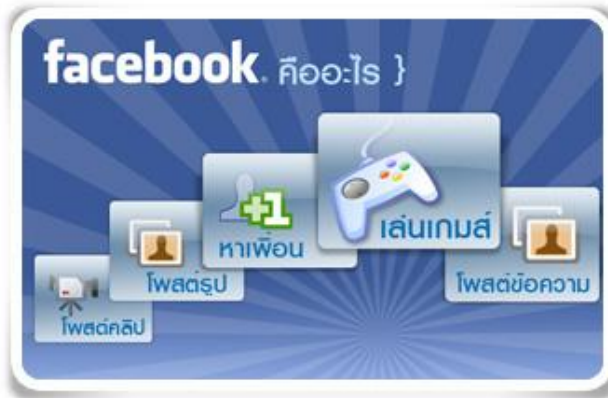 facebook. คืออะไร }
เล่นเกมส์
หาเพื่อน
+1
โพสต์รูป
โพสต์ข้อความ
โพสต์คลิป